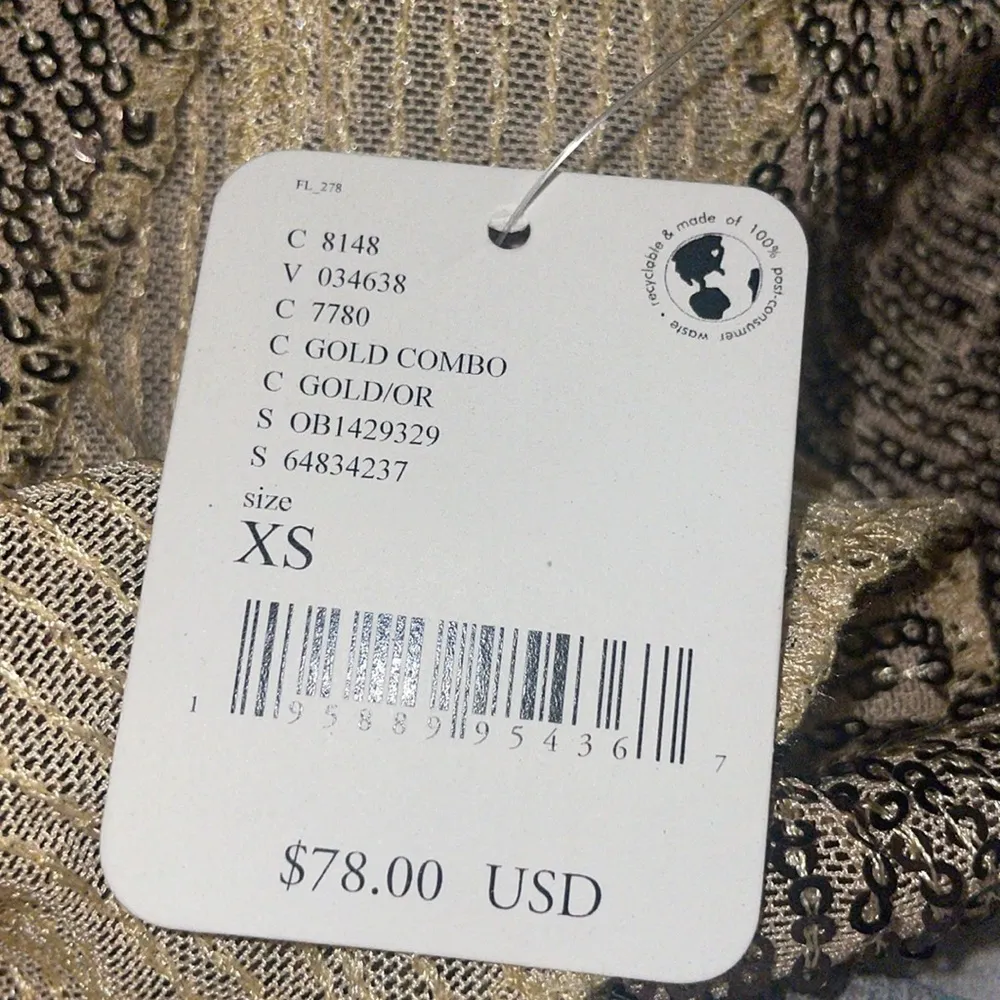 FL_278
recyclable & made of 100% post-consumer waste •
C 8148
V 034638
C 7780
C GOLD COMBO
C GOLD/OR
S OB1429329
S 64834237
size
XS
1 95889 95436 7
$78.00 USD